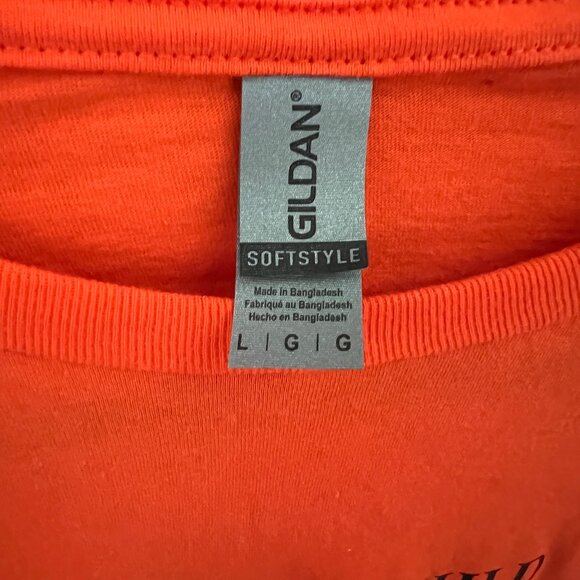 GILDAN®
SOFTSTYLE
Made in Bangladesh
Fabriqué au Bangladesh
Hecho en Bangladesh
L | G | G